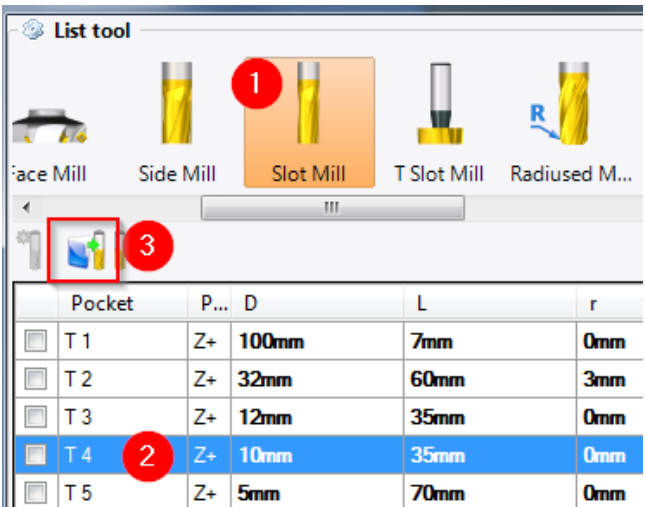 List tool
1
R
Face Mill Side Mill Slot Mill T Slot Mill Radiused M...
3
Pocket P... D L r
T 1 Z+ 100mm 7mm 0mm
T 2 Z+ 32mm 60mm 3mm
T 3 Z+ 12mm 35mm 0mm
T 4 2 Z+ 10mm 35mm 0mm
T 5 Z+ 5mm 70mm 0mm